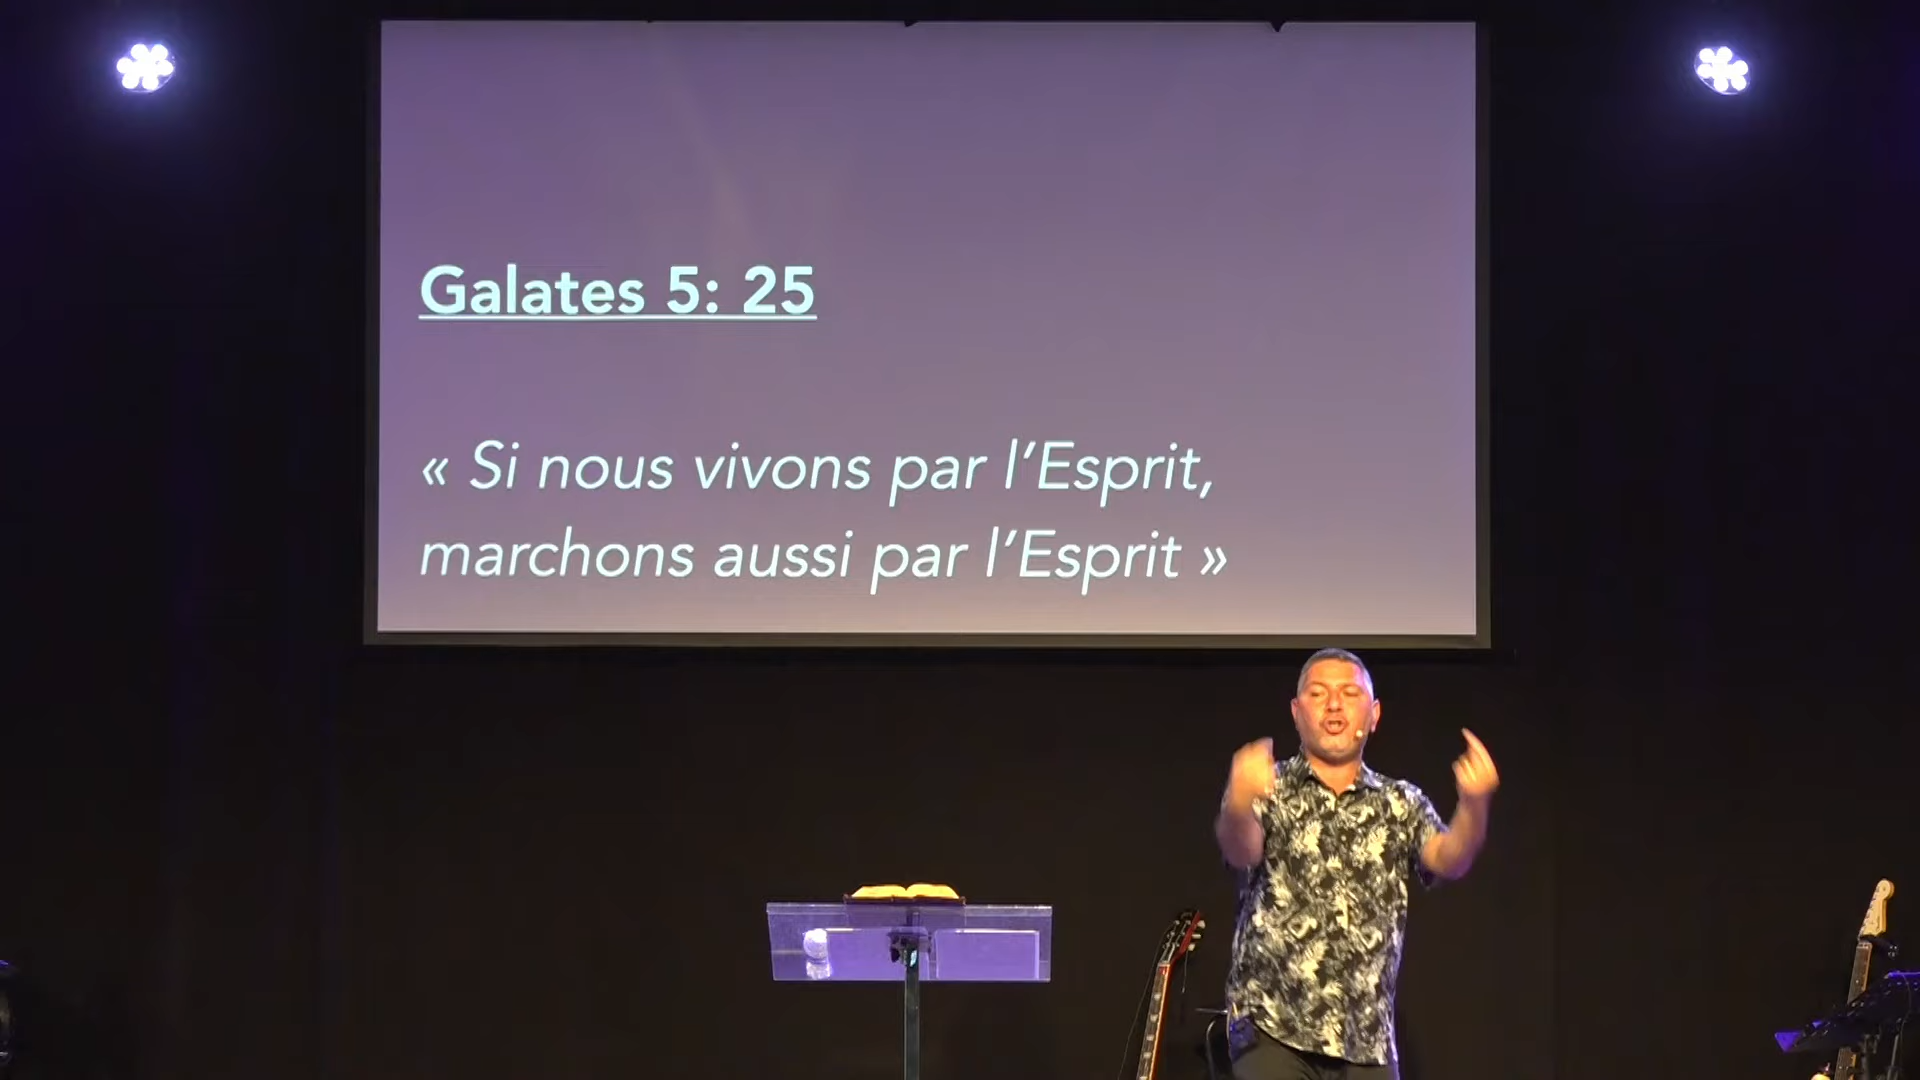 Galates 5: 25
« Si nous vivons par l’Esprit,
marchons aussi par l’Esprit »